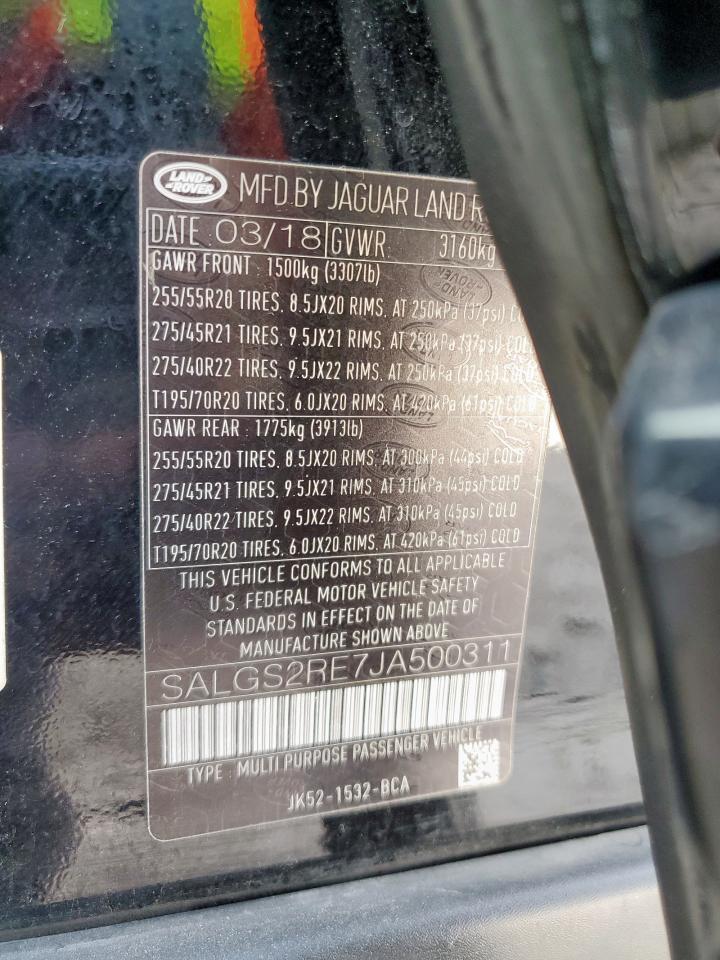 LAND ROVER MFD.BY JAGUAR LAND R
DATE 03/18 GVWR 3160kg
GAWR FRONT : 1500kg (3307lb)
255/55R20 TIRES, 8.5JX20 RIMS, AT 250kPa (37psi) COLD
275/45R21 TIRES, 9.5JX21 RIMS, AT 250kPa (37psi) COLD
275/40R22 TIRES, 9.5JX22 RIMS, AT 250kPa (37psi) COLD
T195/70R20 TIRES, 6.0JX20 RIMS, AT 420kPa (61psi) COLD
GAWR REAR : 1775kg (3913lb)
255/55R20 TIRES, 8.5JX20 RIMS, AT 300kPa (44psi) COLD
275/45R21 TIRES, 9.5JX21 RIMS, AT 310kPa (45psi) COLD
275/40R22 TIRES, 9.5JX22 RIMS, AT 310kPa (45psi) COLD
T195/70R20 TIRES, 6.0JX20 RIMS, AT 420kPa (61psi) COLD
THIS VEHICLE CONFORMS TO ALL APPLICABLE
U.S. FEDERAL MOTOR VEHICLE SAFETY
STANDARDS IN EFFECT ON THE DATE OF
MANUFACTURE SHOWN ABOVE
SALGS2RE7JA500311
TYPE : MULTI PURPOSE PASSENGER VEHICLE
JK52-1532-BCA